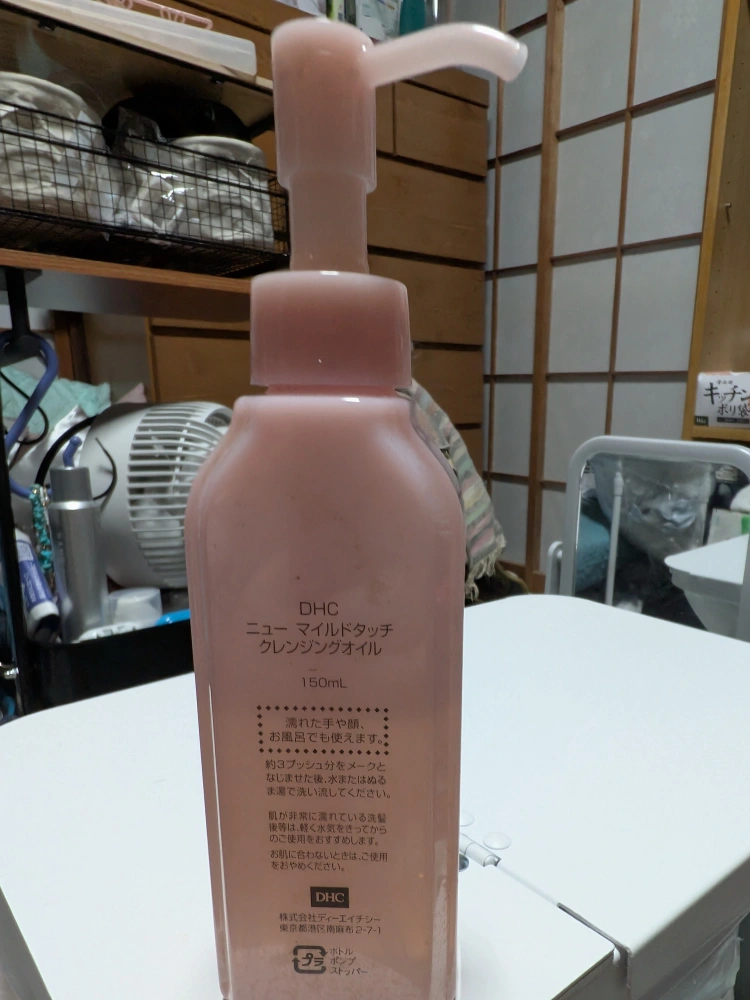 DHC
ニュー マイルドタッチ
クレンジングオイル
150mL
濡れた手や顔、
お風呂でも使えます。
約3プッシュ分をメークと
なじませた後、水またはぬる
ま湯で洗い流してください。
肌が非常に濡れている洗髪
後等は、軽く水気をきってから
のご使用をおすすめします。
お肌に合わないときは、ご使用
をおやめください。
DHC
株式会社ディーエイチシー
東京都港区南麻布2-7-1
プラ
ボトル
ポンプ
ストッパー
キッチン
ポリ袋